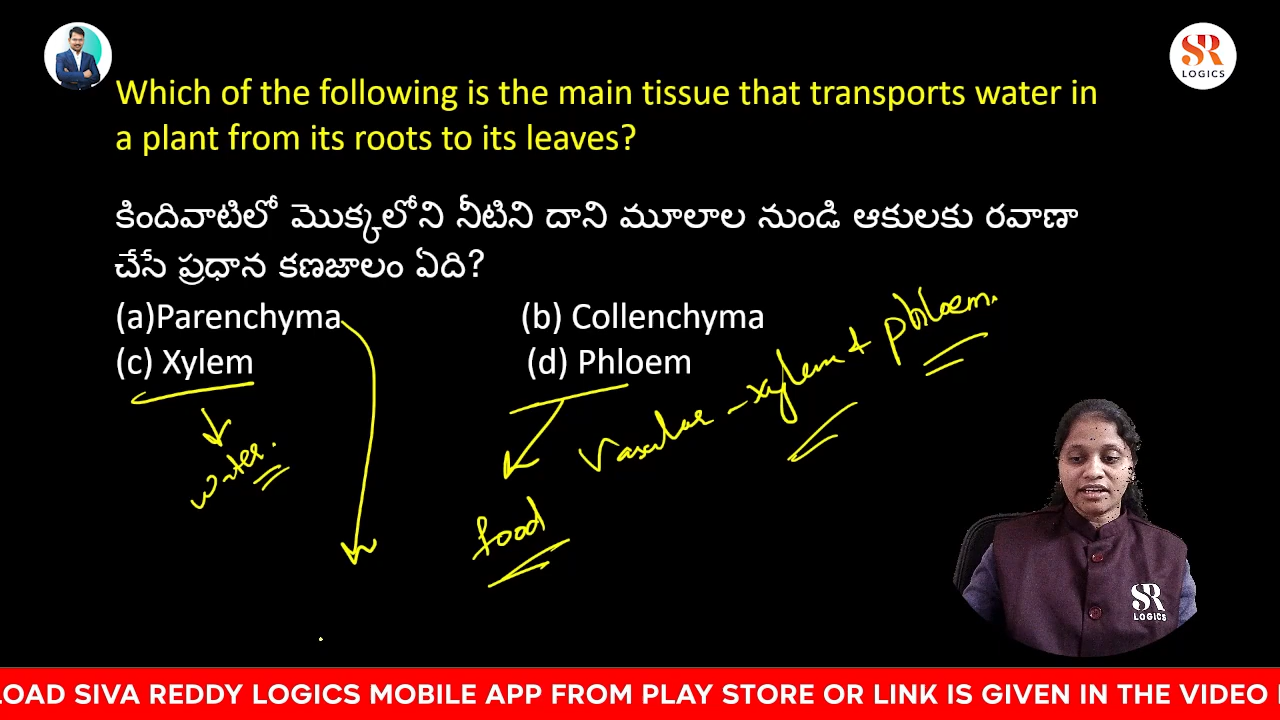 SR
LOGICS
Which of the following is the main tissue that transports water in
a plant from its roots to its leaves?
కిందివాటిలో మొక్కలోని నీటిని దాని మూలాల నుండి ఆకులకు రవాణా
చేసే ప్రధాన కణజాలం ఏది?
(a)Parenchyma (b) Collenchyma
(c) Xylem (d) Phloem
Vascular - xylem + phloem.
water.
food
SR
LOGICS
LOAD SIVA REDDY LOGICS MOBILE APP FROM PLAY STORE OR LINK IS GIVEN IN THE VIDEO